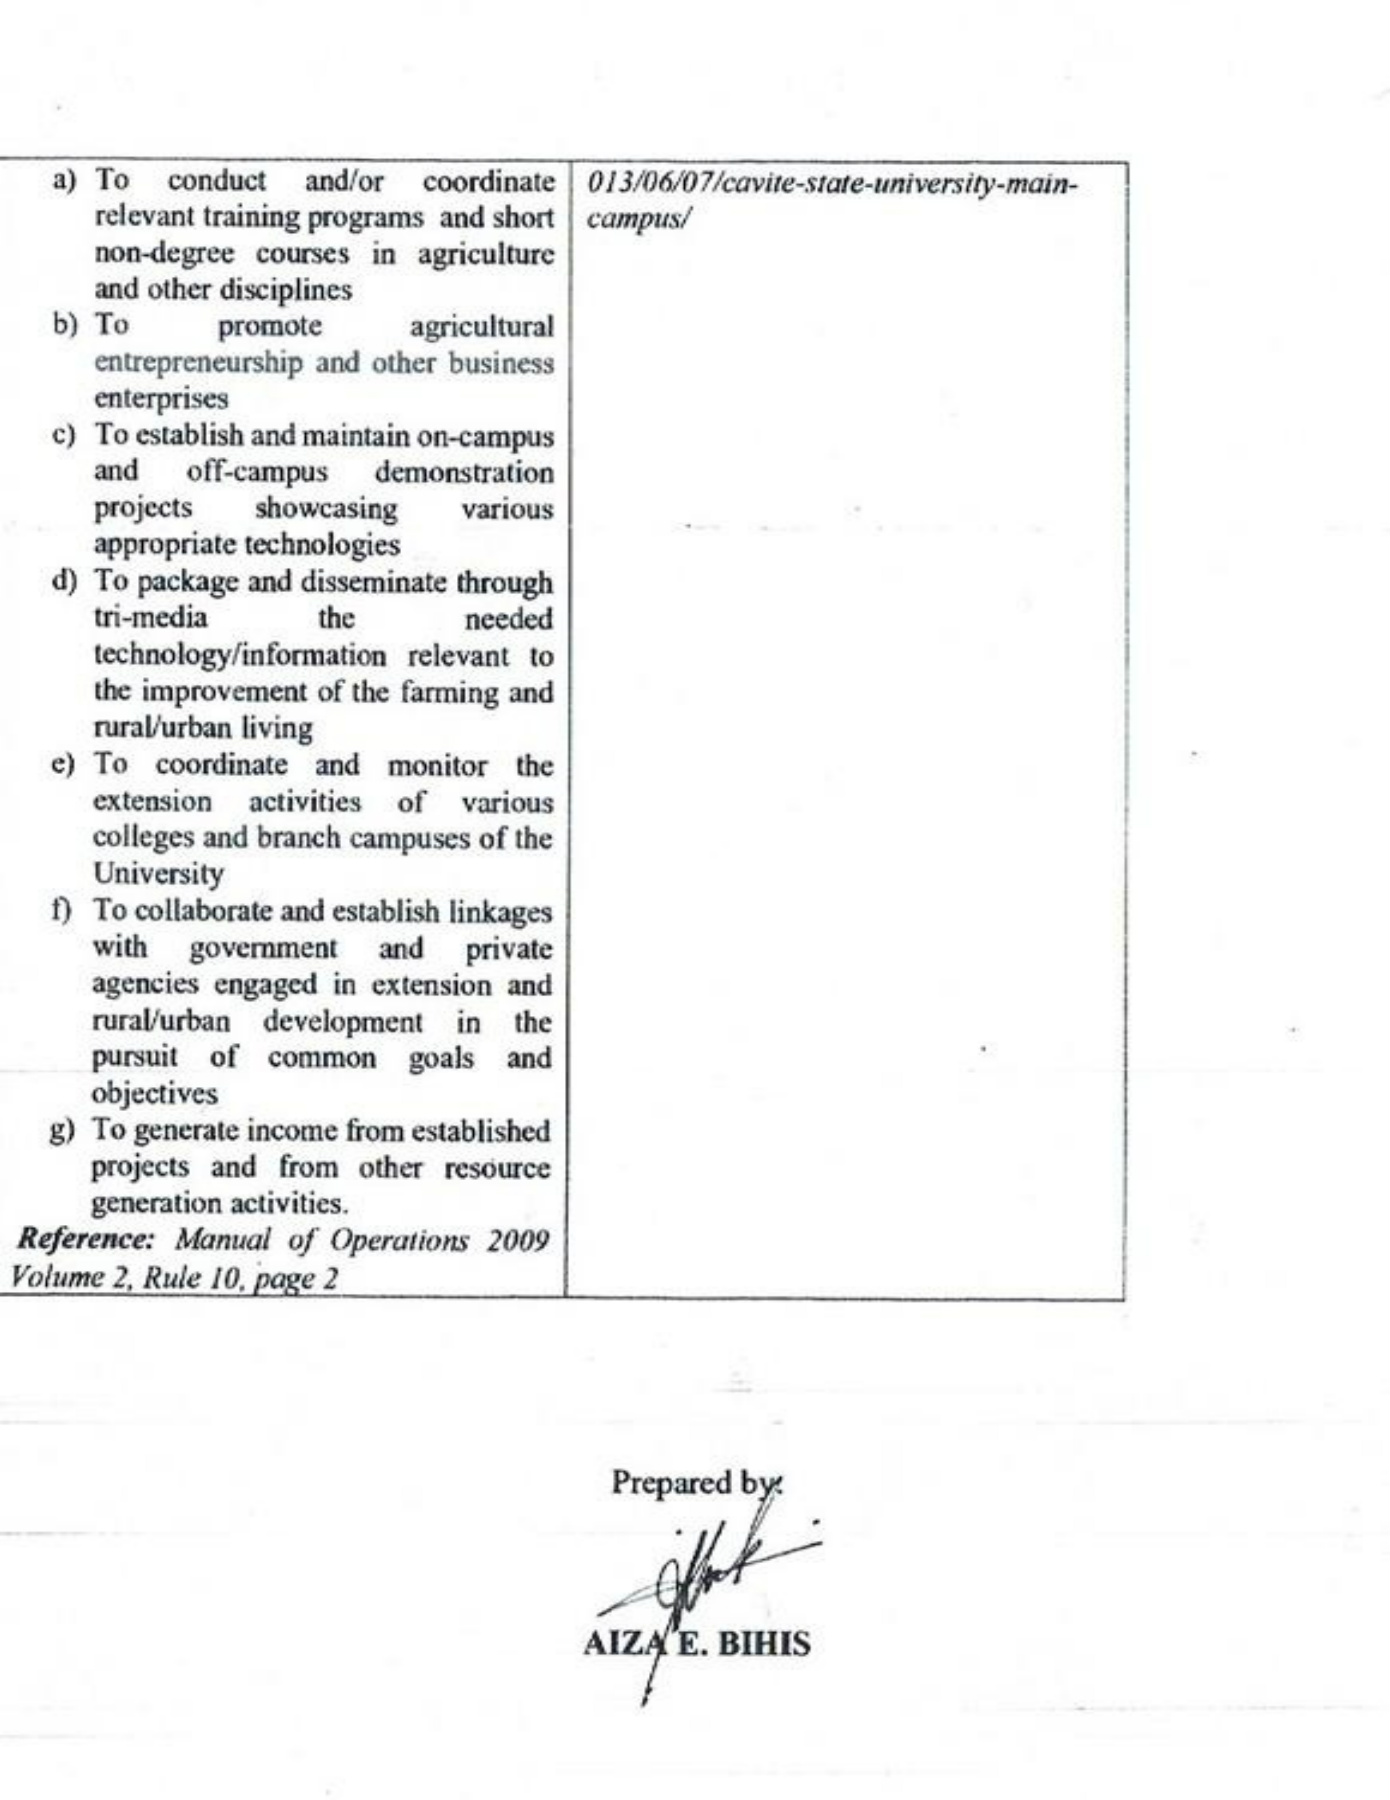 a) To conduct and/or coordinate
relevant training programs and short
non-degree courses in agriculture
and other disciplines
b) To promote agricultural
entrepreneurship and other business
enterprises
c) To establish and maintain on-campus
and off-campus demonstration
projects showcasing various
appropriate technologies
d) To package and disseminate through
tri-media the needed
technology/information relevant to
the improvement of the farming and
rural/urban living
e) To coordinate and monitor the
extension activities of various
colleges and branch campuses of the
University
f) To collaborate and establish linkages
with government and private
agencies engaged in extension and
rural/urban development in the
pursuit of common goals and
objectives
g) To generate income from established
projects and from other resource
generation activities.
Reference: Manual of Operations 2009
Volume 2, Rule 10, page 2
013/06/07/cavite-state-university-main-
campus/
Prepared by:
AIZA E. BIHIS